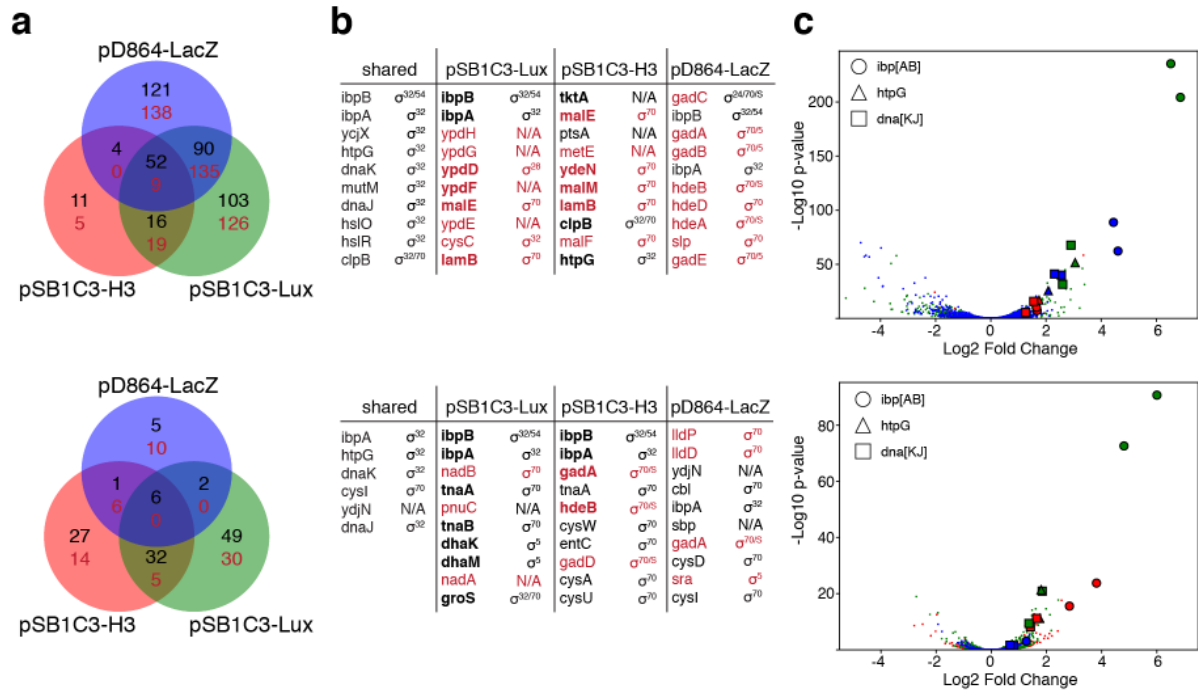 a
pD864-LacZ
121
138
4
0
52
9
90
135
11
5
16
19
103
126
pSB1C3-H3
pSB1C3-Lux
b
shared pSB1C3-Lux pSB1C3-H3 pD864-LacZ
ibpB σ32/54 ibpB σ32/54 tktA N/A gadC σ24/70/S
ibpA σ32 ibpA σ32 malE σ70 ibpB σ32/54
ycjX σ32 ypdH N/A ptsA N/A gadA σ70/5
htpG σ32 ypdG N/A metE N/A gadB σ70/5
dnaK σ32 ypdD σ28 ydeN σ70 ibpA σ32
mutM σ32 ypdF N/A malM σ70 hdeB σ70/S
dnaJ σ32 malE σ70 lamB σ70 hdeD σ70
hslO σ32 ypdE N/A clpB σ32/70 hdeA σ70/S
hslR σ32 cysC σ32 malF σ70 slp σ70
clpB σ32/70 lamB σ70 htpG σ32 gadE σ70/5
c
ibp[AB]
htpG
dna[KJ]
-Log10 p-value
200
150
100
50
-4 -2 0 2 4 6
Log2 Fold Change
pD864-LacZ
5
10
1
6
6
0
2
0
27
14
32
5
49
30
pSB1C3-H3
pSB1C3-Lux
shared pSB1C3-Lux pSB1C3-H3 pD864-LacZ
ibpA σ32 ibpB σ32/54 ibpB σ32/54 lldP σ70
htpG σ32 ibpA σ32 ibpA σ32 lldD σ70
dnaK σ32 nadB σ70 gadA σ70/S ydjN N/A
cysI σ70 tnaA σ70 tnaA σ70 cbl σ70
ydjN N/A pnuC N/A hdeB σ70/S ibpA σ32
dnaJ σ32 tnaB σ70 cysW σ70 sbp N/A
dhaK σ5 entC σ70 gadA σ70/S
dhaM σ5 gadD σ70/S cysD σ70
nadA N/A cysA σ70 sra σ5
groS σ32/70 cysU σ70 cysI σ70
ibp[AB]
htpG
dna[KJ]
-Log10 p-value
80
60
40
20
-4 -2 0 2 4 6
Log2 Fold Change